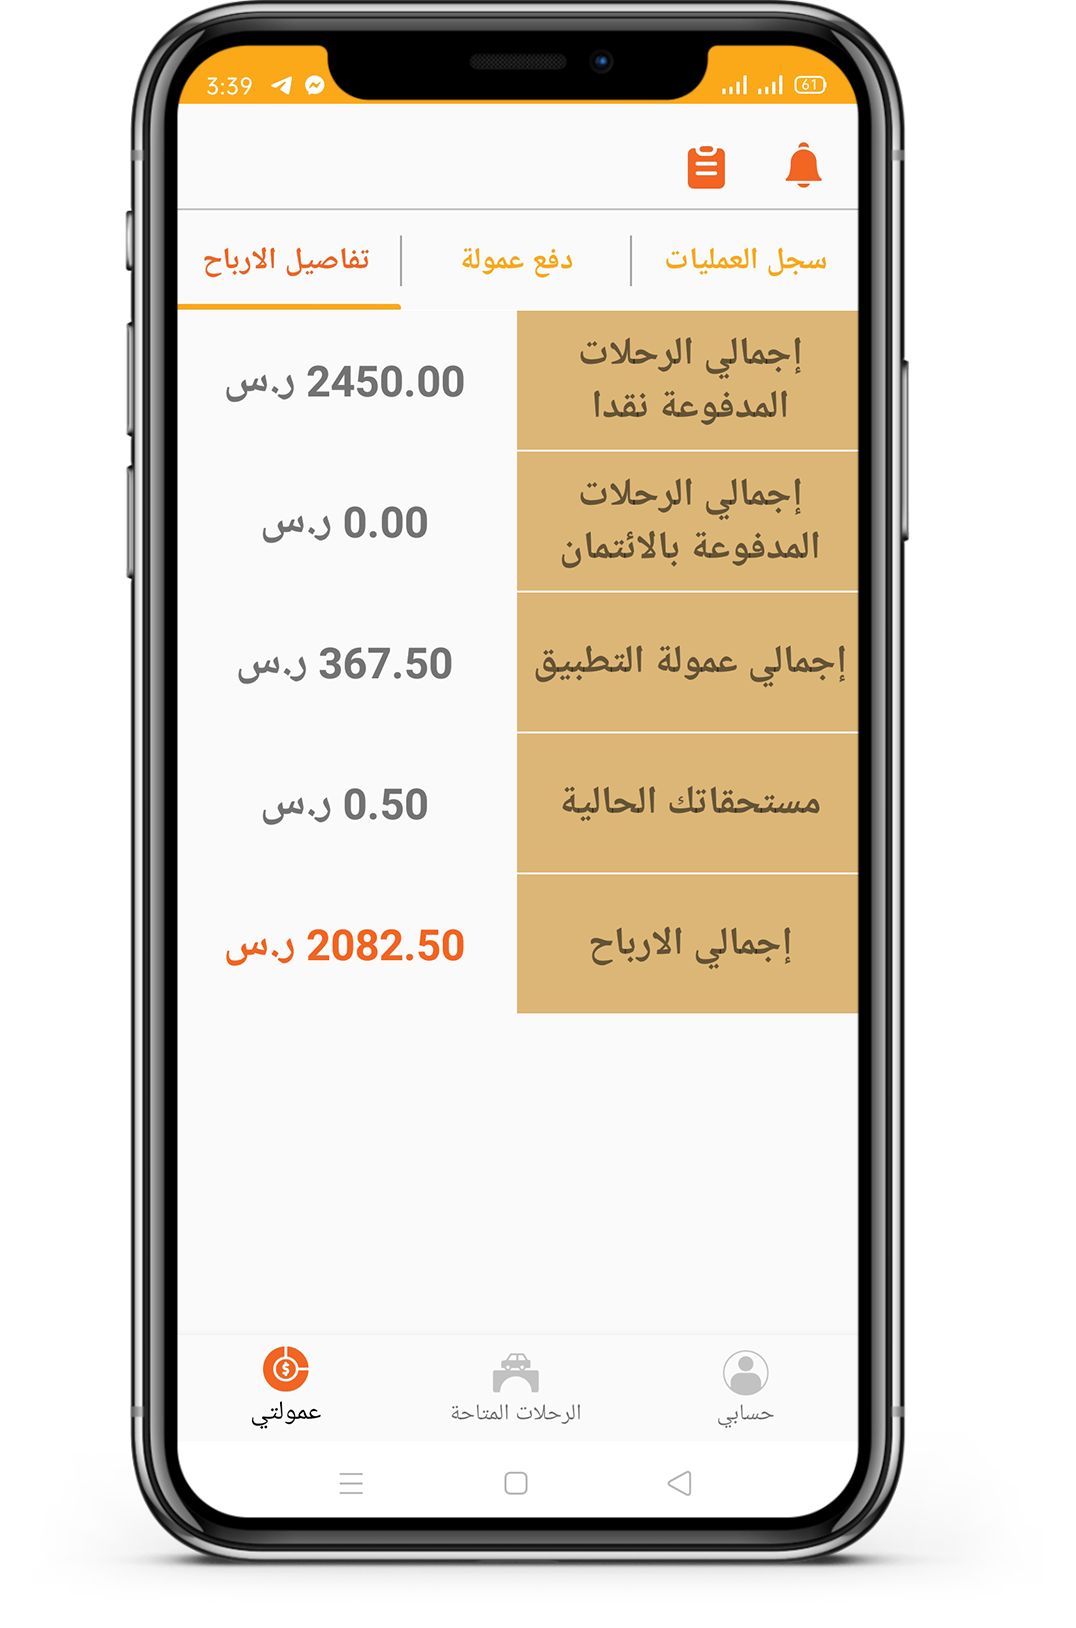 3:39
61
سجل العمليات
دفع عمولة
تفاصيل الارباح
إجمالي الرحلات
المدفوعة نقدا
2450.00 ر.س
إجمالي الرحلات
المدفوعة بالائتمان
0.00 ر.س
إجمالي عمولة التطبيق
367.50 ر.س
مستحقاتك الحالية
0.50 ر.س
إجمالي الارباح
2082.50 ر.س
حسابي
الرحلات المتاحة
عمولتي